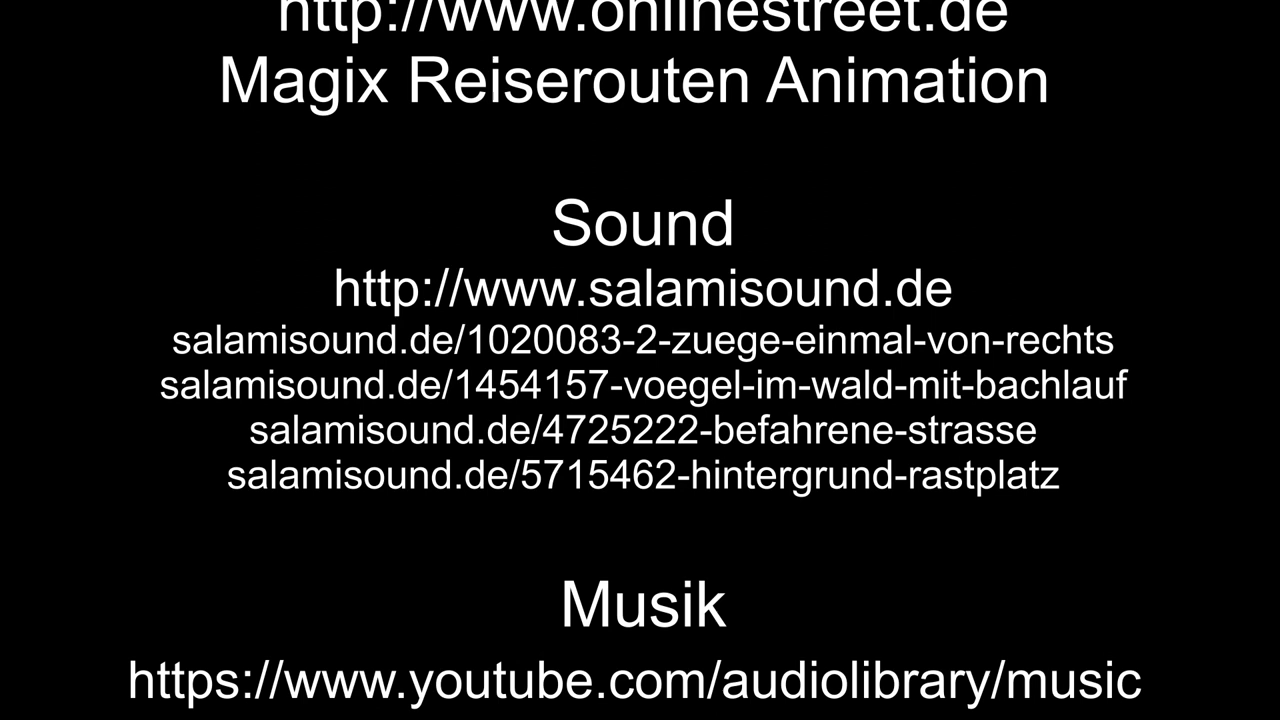 http://www.onlinestreet.de
Magix Reiserouten Animation
Sound
http://www.salamisound.de
salamisound.de/1020083-2-zuege-einmal-von-rechts
salamisound.de/1454157-voegel-im-wald-mit-bachlauf
salamisound.de/4725222-befahrene-strasse
salamisound.de/5715462-hintergrund-rastplatz
Musik
https://www.youtube.com/audiolibrary/music